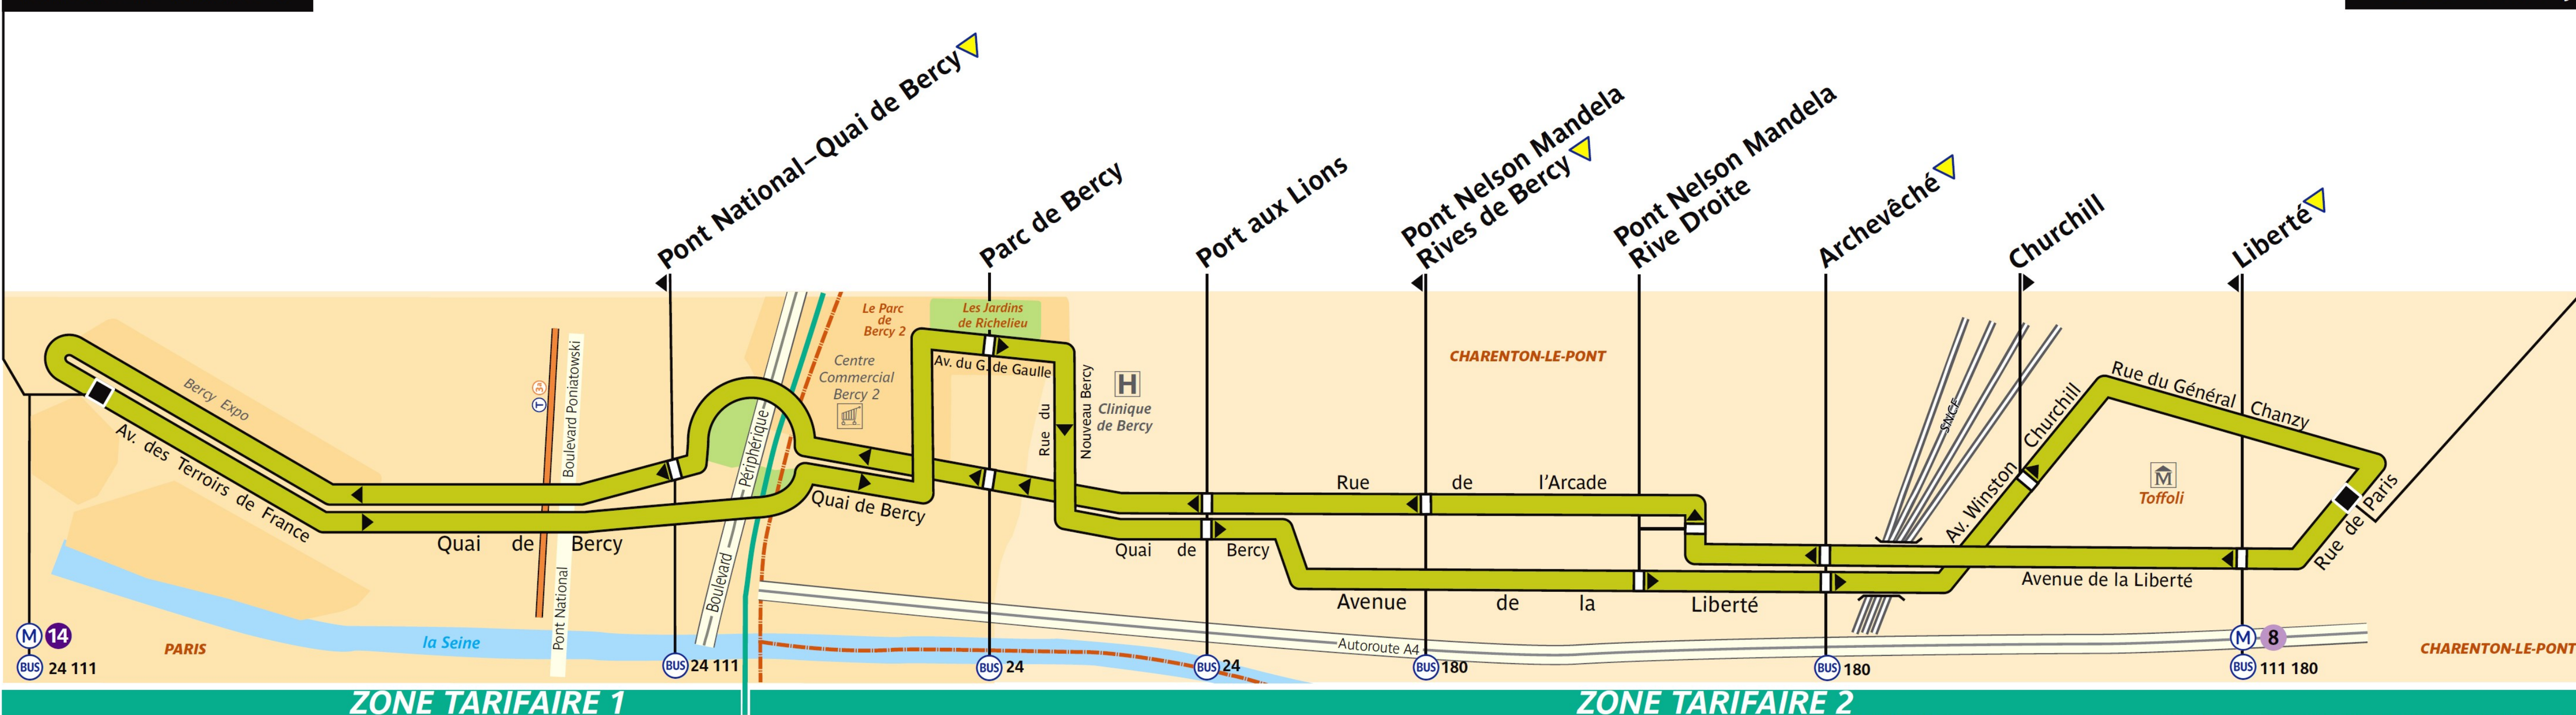 Pont National–Quai de Bercy
Parc de Bercy
Port aux Lions
Pont Nelson Mandela
Rives de Bercy
Pont Nelson Mandela
Rive Droite
Archevêché
Churchill
Liberté
Bercy Expo
Av. des Terroirs de France
T 3a
Boulevard Poniatowski
Pont National
Quai de Bercy
Boulevard Périphérique
Le Parc
de
Bercy 2
Centre
Commercial
Bercy 2
Les Jardins
de Richelieu
Av. du G. de Gaulle
Quai de Bercy
Rue du
Nouveau Bercy
H
Clinique
de Bercy
Quai de Bercy
CHARENTON-LE-PONT
Rue de l'Arcade
Avenue de la Liberté
SNCF
Av. Winston Churchill
Rue du Général Chanzy
M
Toffoli
Rue de Paris
Avenue de la Liberté
Autoroute A4
la Seine
PARIS
CHARENTON-LE-PONT
M 14
BUS 24 111
BUS 24 111
BUS 24
BUS 24
BUS 180
BUS 180
M 8
BUS 111 180
ZONE TARIFAIRE 1
ZONE TARIFAIRE 2